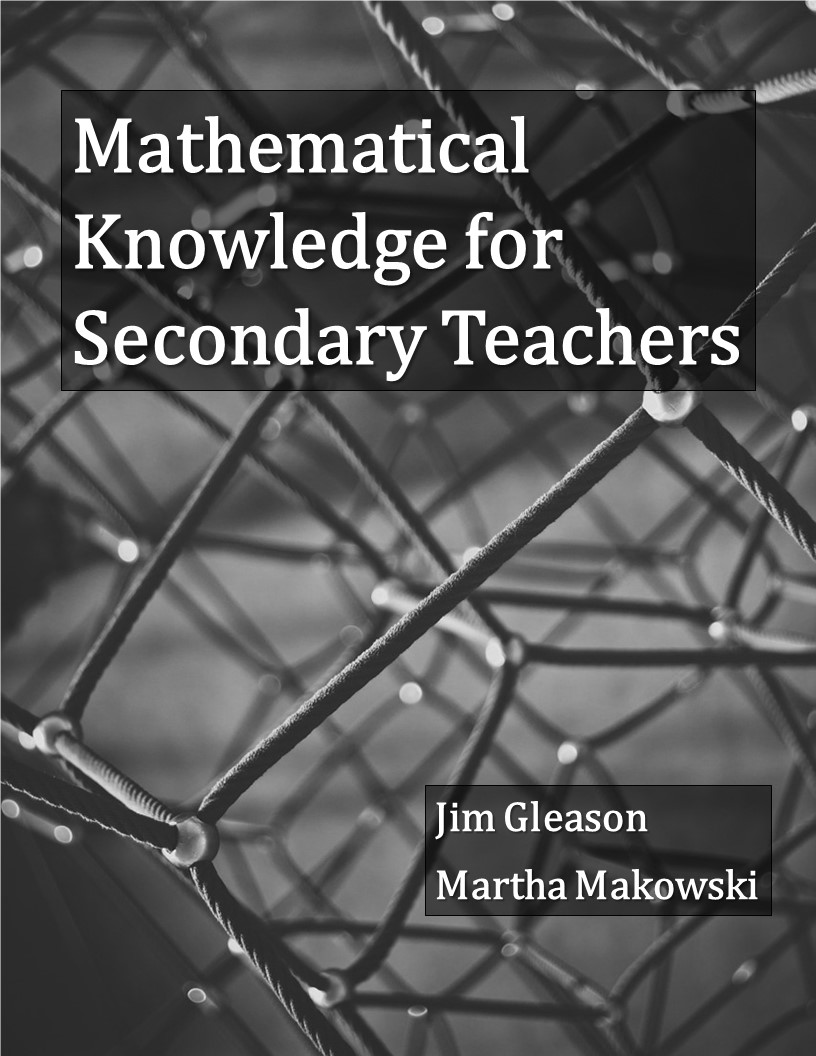 Mathematical
Knowledge for
Secondary Teachers
Jim Gleason
Martha Makowski